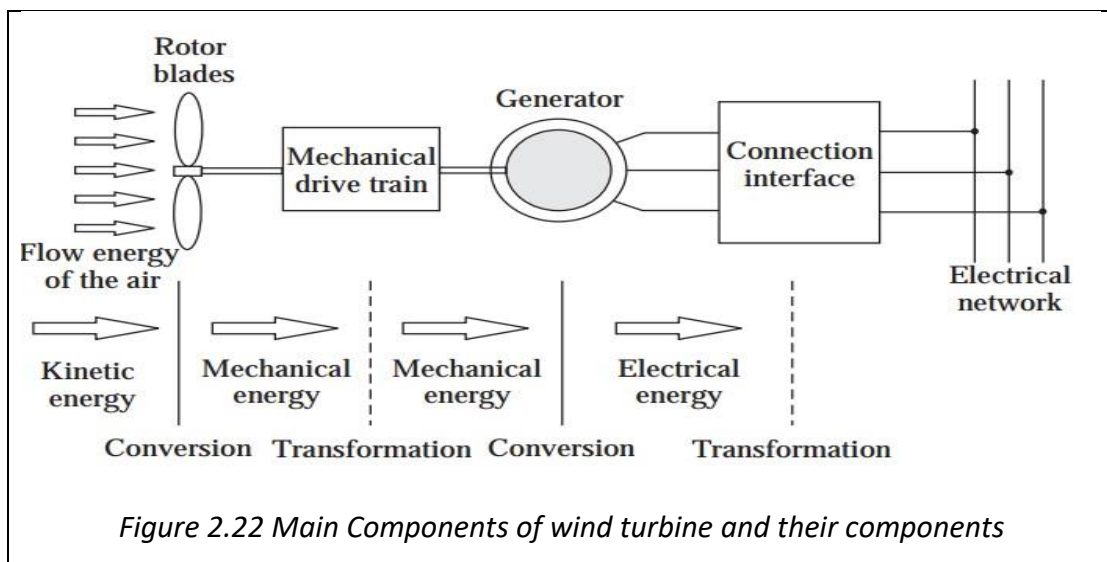 Rotor
blades
Generator
Mechanical
drive train
Connection
interface
Flow energy
of the air
Electrical
network
Kinetic
energy
Mechanical
energy
Mechanical
energy
Electrical
energy
Conversion
Transformation
Conversion
Transformation
Figure 2.22 Main Components of wind turbine and their components